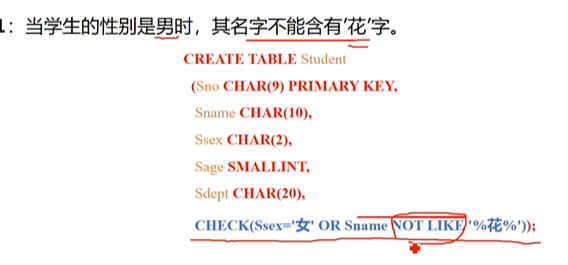 1：当学生的性别是男时，其名字不能含有'花'字。
CREATE TABLE Student
(Sno CHAR(9) PRIMARY KEY,
Sname CHAR(10),
Ssex CHAR(2),
Sage SMALLINT,
Sdept CHAR(20),
CHECK(Ssex='女' OR Sname NOT LIKE '%花%'));